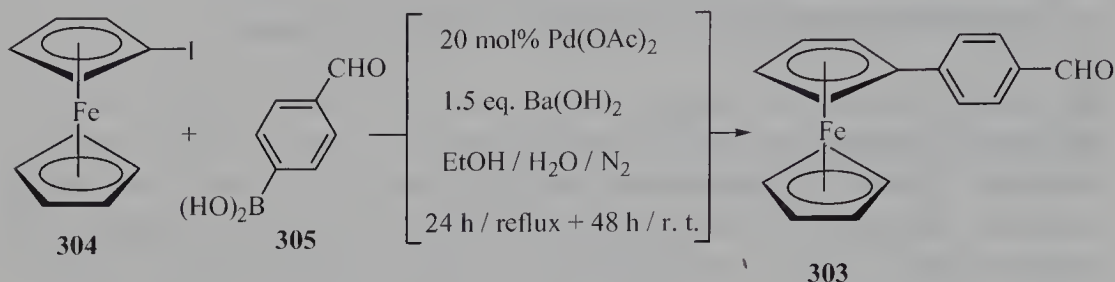 I
Fe
304
+
CHO
(HO)₂B
305
20 mol% Pd(OAc)₂
1.5 eq. Ba(OH)₂
EtOH / H₂O / N₂
24 h / reflux + 48 h / r. t.
CHO
Fe
303